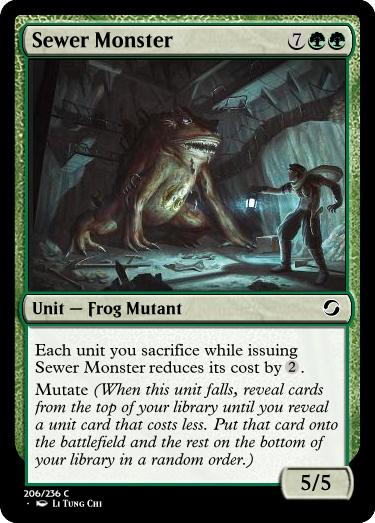 Sewer Monster 7
Unit — Frog Mutant
Each unit you sacrifice while issuing
Sewer Monster reduces its cost by 2.
Mutate (When this unit falls, reveal cards
from the top of your library until you reveal
a unit card that costs less. Put that card onto
the battlefield and the rest on the bottom of
your library in a random order.)
5/5
206/236 C
Li Tung Chi